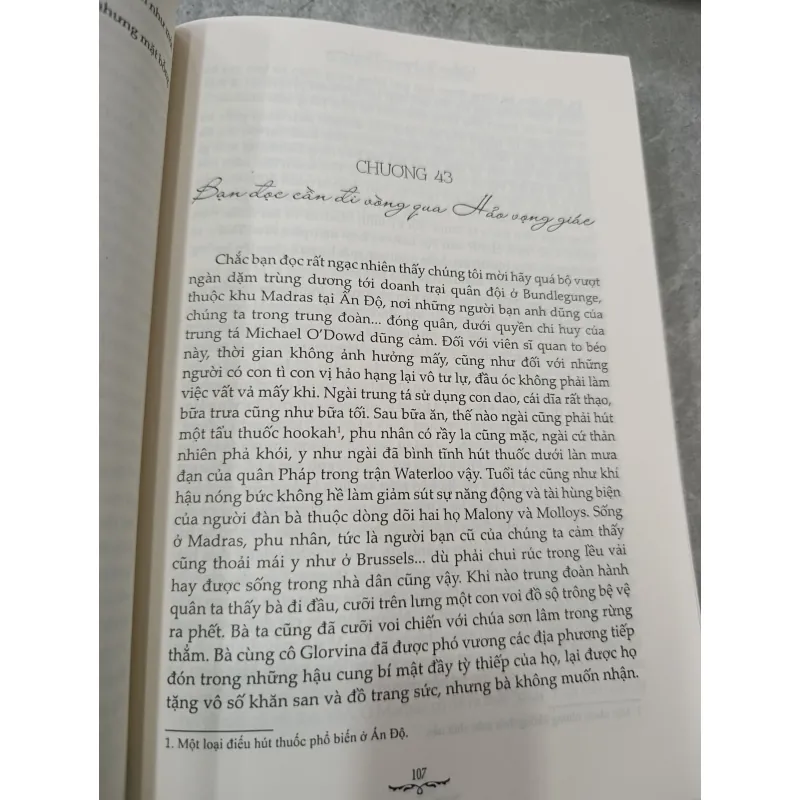 như
nhưng mặt bỗng
CHƯƠNG 43
Bạn đọc cần đi vòng qua Hảo vọng giác
Chắc bạn đọc rất ngạc nhiên thấy chúng tôi mời hãy quá bộ vượt
ngàn dặm trùng dương tới doanh trại quân đội ở Bundlegunge,
thuộc khu Madras tại Ấn Độ, nơi những người bạn anh dũng của
chúng ta trong trung đoàn... đóng quân, dưới quyền chỉ huy của
trung tá Michael O'Dowd dũng cảm. Đối với viên sĩ quan to béo
này, thời gian không ảnh hưởng mấy, cũng như đối với những
người có con tì con vị hảo hạng lại vô tư lự, đầu óc không phải làm
việc vất vả mấy khi. Ngài trung tá sử dụng con dao, cái dĩa rất thạo,
bữa trưa cũng như bữa tối. Sau bữa ăn, thế nào ngài cũng phải hút
một tẩu thuốc hookah¹, phu nhân có rầy la cũng mặc, ngài cứ thản
nhiên phả khói, y như ngài đã bình tĩnh hút thuốc dưới làn mưa
đạn của quân Pháp trong trận Waterloo vậy. Tuổi tác cũng như khí
hậu nóng bức không hề làm giảm sút sự năng động và tài hùng biện
của người đàn bà thuộc dòng dõi hai họ Malony và Molloys. Sống
ở Madras, phu nhân, tức là người bạn cũ của chúng ta cảm thấy
cũng thoải mái y như ở Brussels... dù phải chui rúc trong lều vải
hay được sống trong nhà dân cũng vậy. Khi nào trung đoàn hành
quân ta thấy bà đi đầu, cưỡi trên lưng một con voi đồ sộ trông bệ vệ
ra phết. Bà ta cũng đã cưỡi voi chiến với chúa sơn lâm trong rừng
thẳm. Bà cùng cô Glorvina đã được phó vương các địa phương tiếp
đón trong những hậu cung bí mật đầy tỳ thiếp của họ, lại được họ
tặng vô số khăn san và đồ trang sức, nhưng bà không muốn nhận.
1. Một loại điếu hút thuốc phổ biến ở Ấn Độ.
107